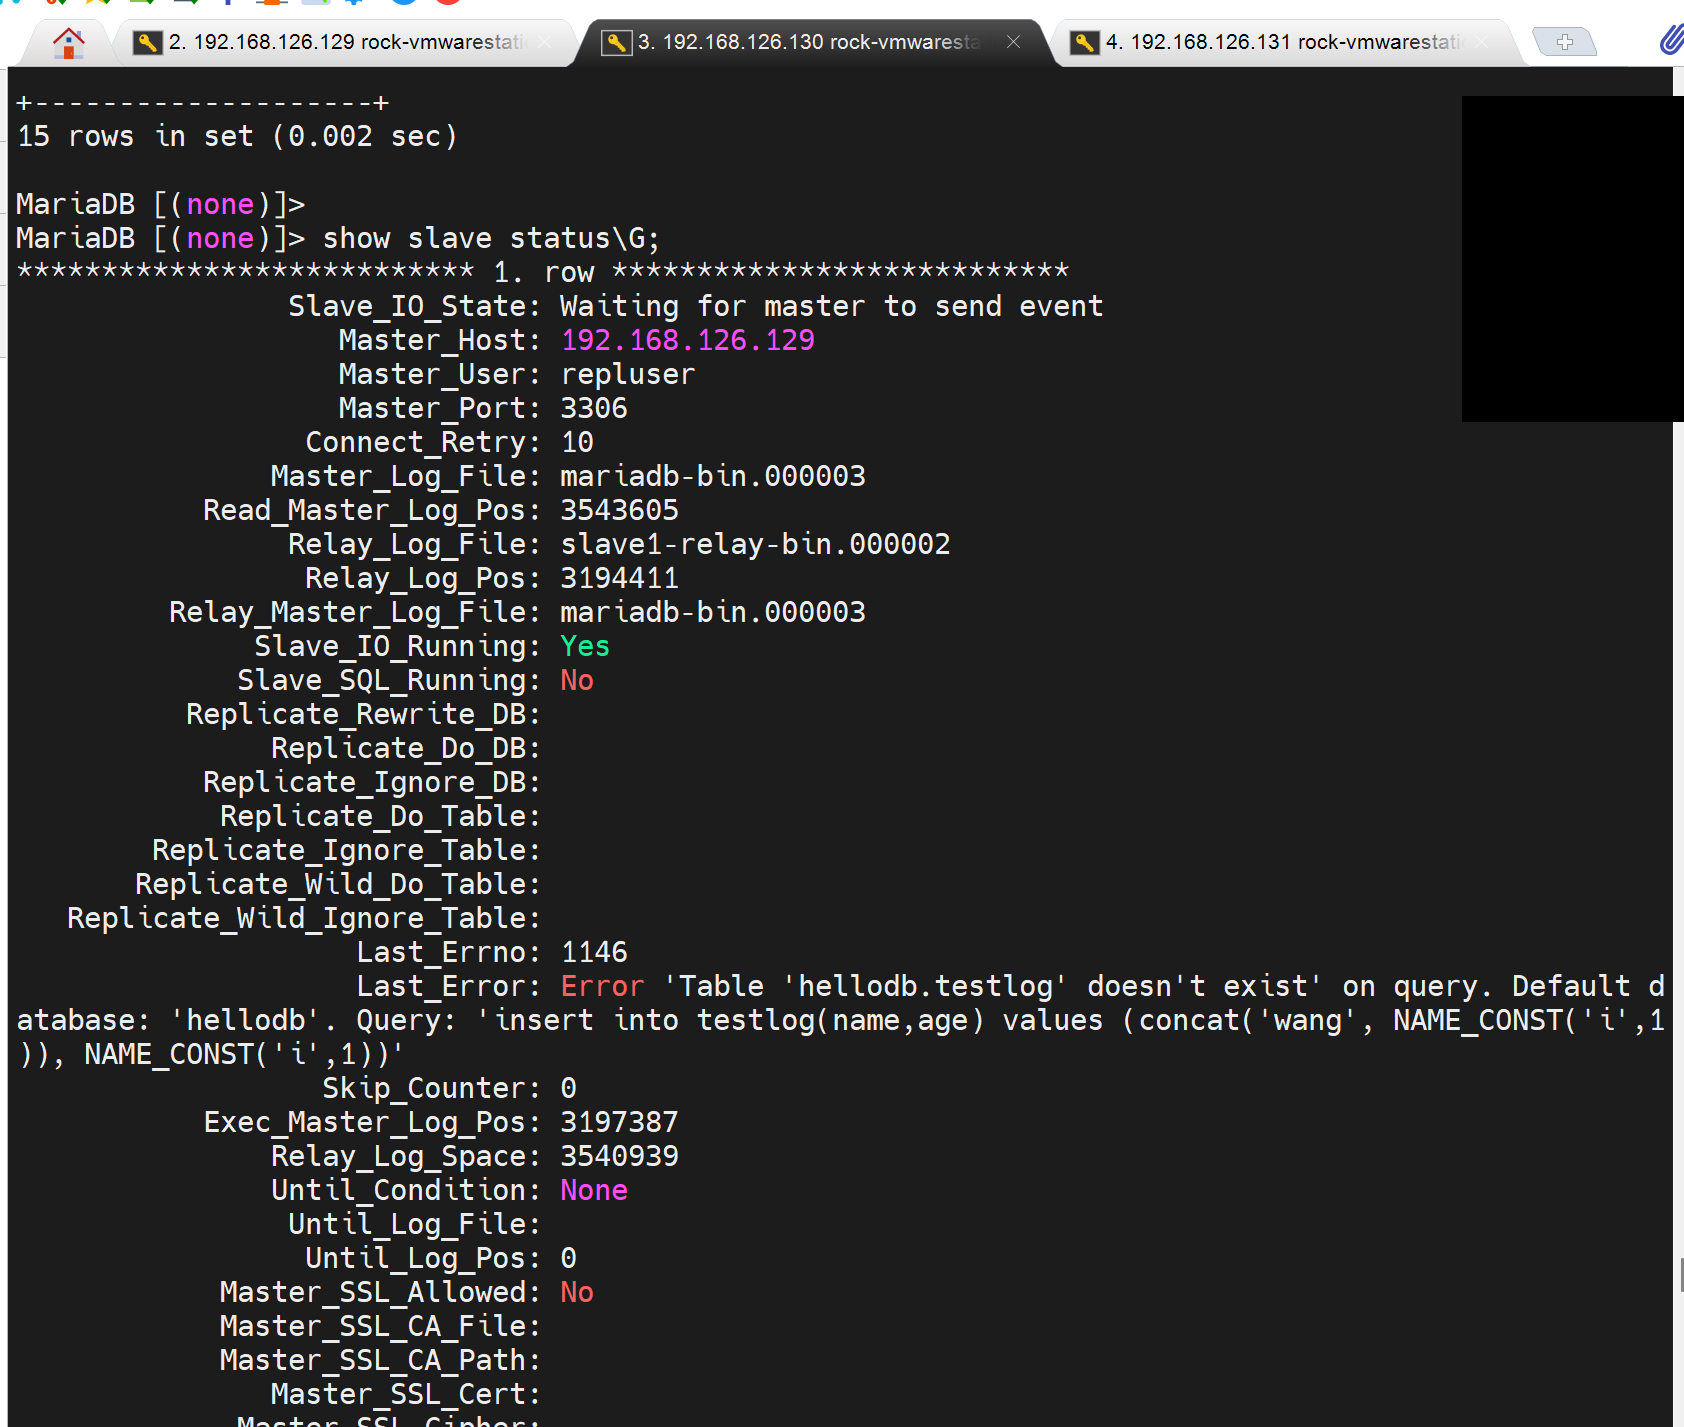 2. 192.168.126.129 rock-vmwarestati
3. 192.168.126.130 rock-vmwaresta
4. 192.168.126.131 rock-vmwarestati
+--------------------+
15 rows in set (0.002 sec)
MariaDB [(none)]>
MariaDB [(none)]> show slave status\G;
*************************** 1. row ***************************
Slave_IO_State: Waiting for master to send event
Master_Host: 192.168.126.129
Master_User: repluser
Master_Port: 3306
Connect_Retry: 10
Master_Log_File: mariadb-bin.000003
Read_Master_Log_Pos: 3543605
Relay_Log_File: slave1-relay-bin.000002
Relay_Log_Pos: 3194411
Relay_Master_Log_File: mariadb-bin.000003
Slave_IO_Running: Yes
Slave_SQL_Running: No
Replicate_Rewrite_DB:
Replicate_Do_DB:
Replicate_Ignore_DB:
Replicate_Do_Table:
Replicate_Ignore_Table:
Replicate_Wild_Do_Table:
Replicate_Wild_Ignore_Table:
Last_Errno: 1146
Last_Error: Error 'Table 'hellodb.testlog' doesn't exist' on query. Default d
atabase: 'hellodb'. Query: 'insert into testlog(name,age) values (concat('wang', NAME_CONST('i',1
)), NAME_CONST('i',1))'
Skip_Counter: 0
Exec_Master_Log_Pos: 3197387
Relay_Log_Space: 3540939
Until_Condition: None
Until_Log_File:
Until_Log_Pos: 0
Master_SSL_Allowed: No
Master_SSL_CA_File:
Master_SSL_CA_Path:
Master_SSL_Cert:
Master_SSL_Cipher: